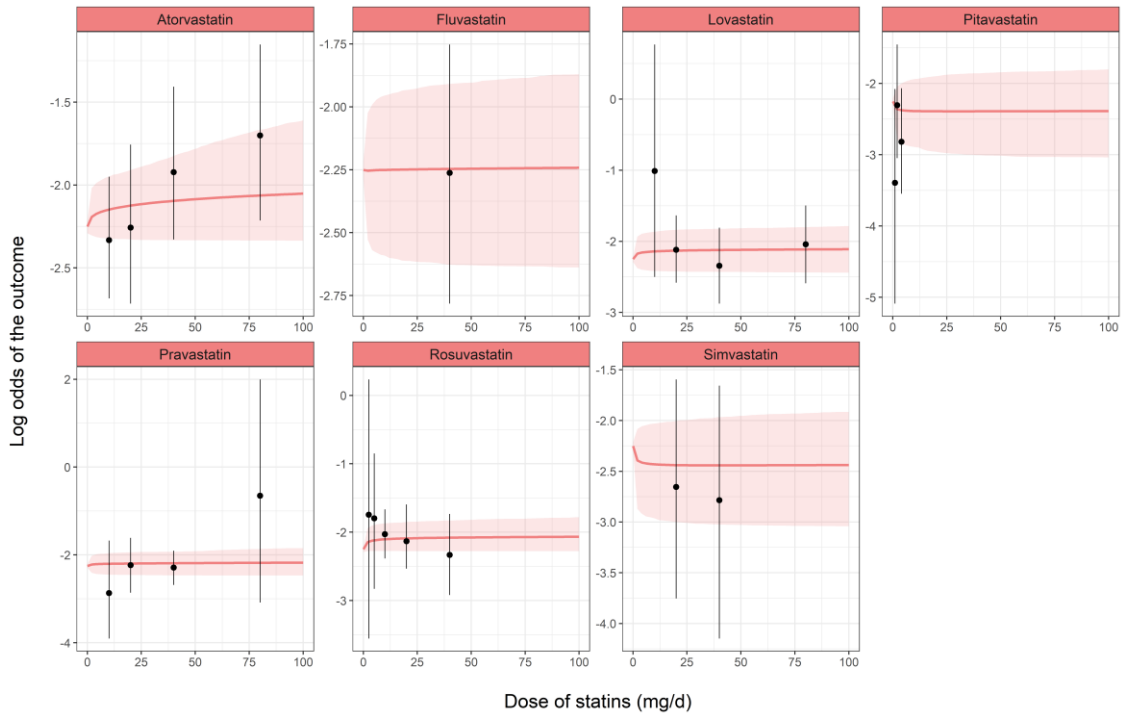 Atorvastatin
Fluvastatin
Lovastatin
Pitavastatin
-1.5
-2.0
-2.5
0 25 50 75 100
-1.75
-2.00
-2.25
-2.50
-2.75
0 25 50 75 100
0
-1
-2
-3
0 25 50 75 100
-2
-3
-4
-5
0 25 50 75 100
Log odds of the outcome
Pravastatin
Rosuvastatin
Simvastatin
2
0
-2
-4
0 25 50 75 100
0
-1
-2
-3
0 25 50 75 100
-1.5
-2.0
-2.5
-3.0
-3.5
-4.0
0 25 50 75 100
Dose of statins (mg/d)